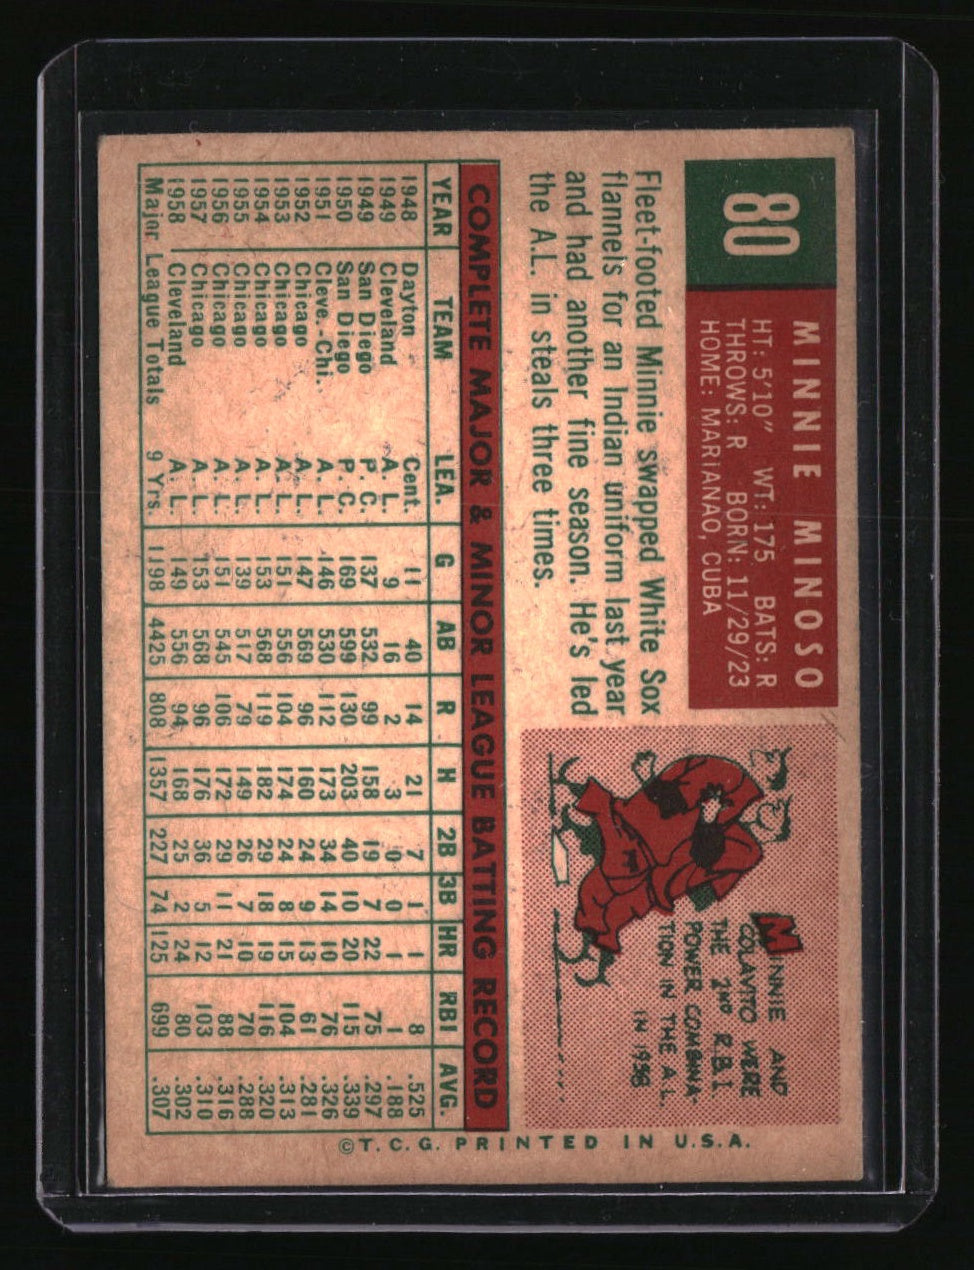 80
MINNIE MINOSO
HT: 5'10" WT: 175 BATS: R
THROWS: R BORN: 11/29/23
HOME: MARIANAO, CUBA
Fleet-footed Minnie swapped White Sox
flannels for an Indian uniform last year
and had another fine season. He's led
the A.L. in steals three times.
MINNIE AND
COLAVITO WERE
THE 2ND R.B.I.
POWER COMBINA-
TION IN THE A.L.
IN 1958
COMPLETE MAJOR & MINOR LEAGUE BATTING RECORD
YEAR TEAM LEA. G AB R H 2B 3B HR RBI AVG.
1948 Dayton Cent. 11 40 14 21 7 1 1 8 .525
1949 Cleveland A. L. 9 16 2 3 0 0 1 1 .188
1949 San Diego P. C. 137 532 99 158 19 7 22 75 .297
1950 San Diego P. C. 169 599 130 203 40 10 20 115 .339
1951 Cleve.-Chi. A. L. 146 530 112 173 34 14 10 76 .326
1952 Chicago A. L. 147 569 96 160 24 9 13 61 .281
1953 Chicago A. L. 151 556 104 174 24 8 15 104 .313
1954 Chicago A. L. 153 568 119 182 29 18 19 116 .320
1955 Chicago A. L. 139 517 79 149 26 7 10 70 .288
1956 Chicago A. L. 151 545 106 172 29 11 21 88 .316
1957 Chicago A. L. 153 568 96 176 36 5 12 103 .310
1958 Cleveland A. L. 149 556 94 168 25 2 24 80 .302
Major League Totals 9 Yrs. 1198 4425 808 1357 227 74 125 699 .307
© T. C. G. PRINTED IN U.S.A.